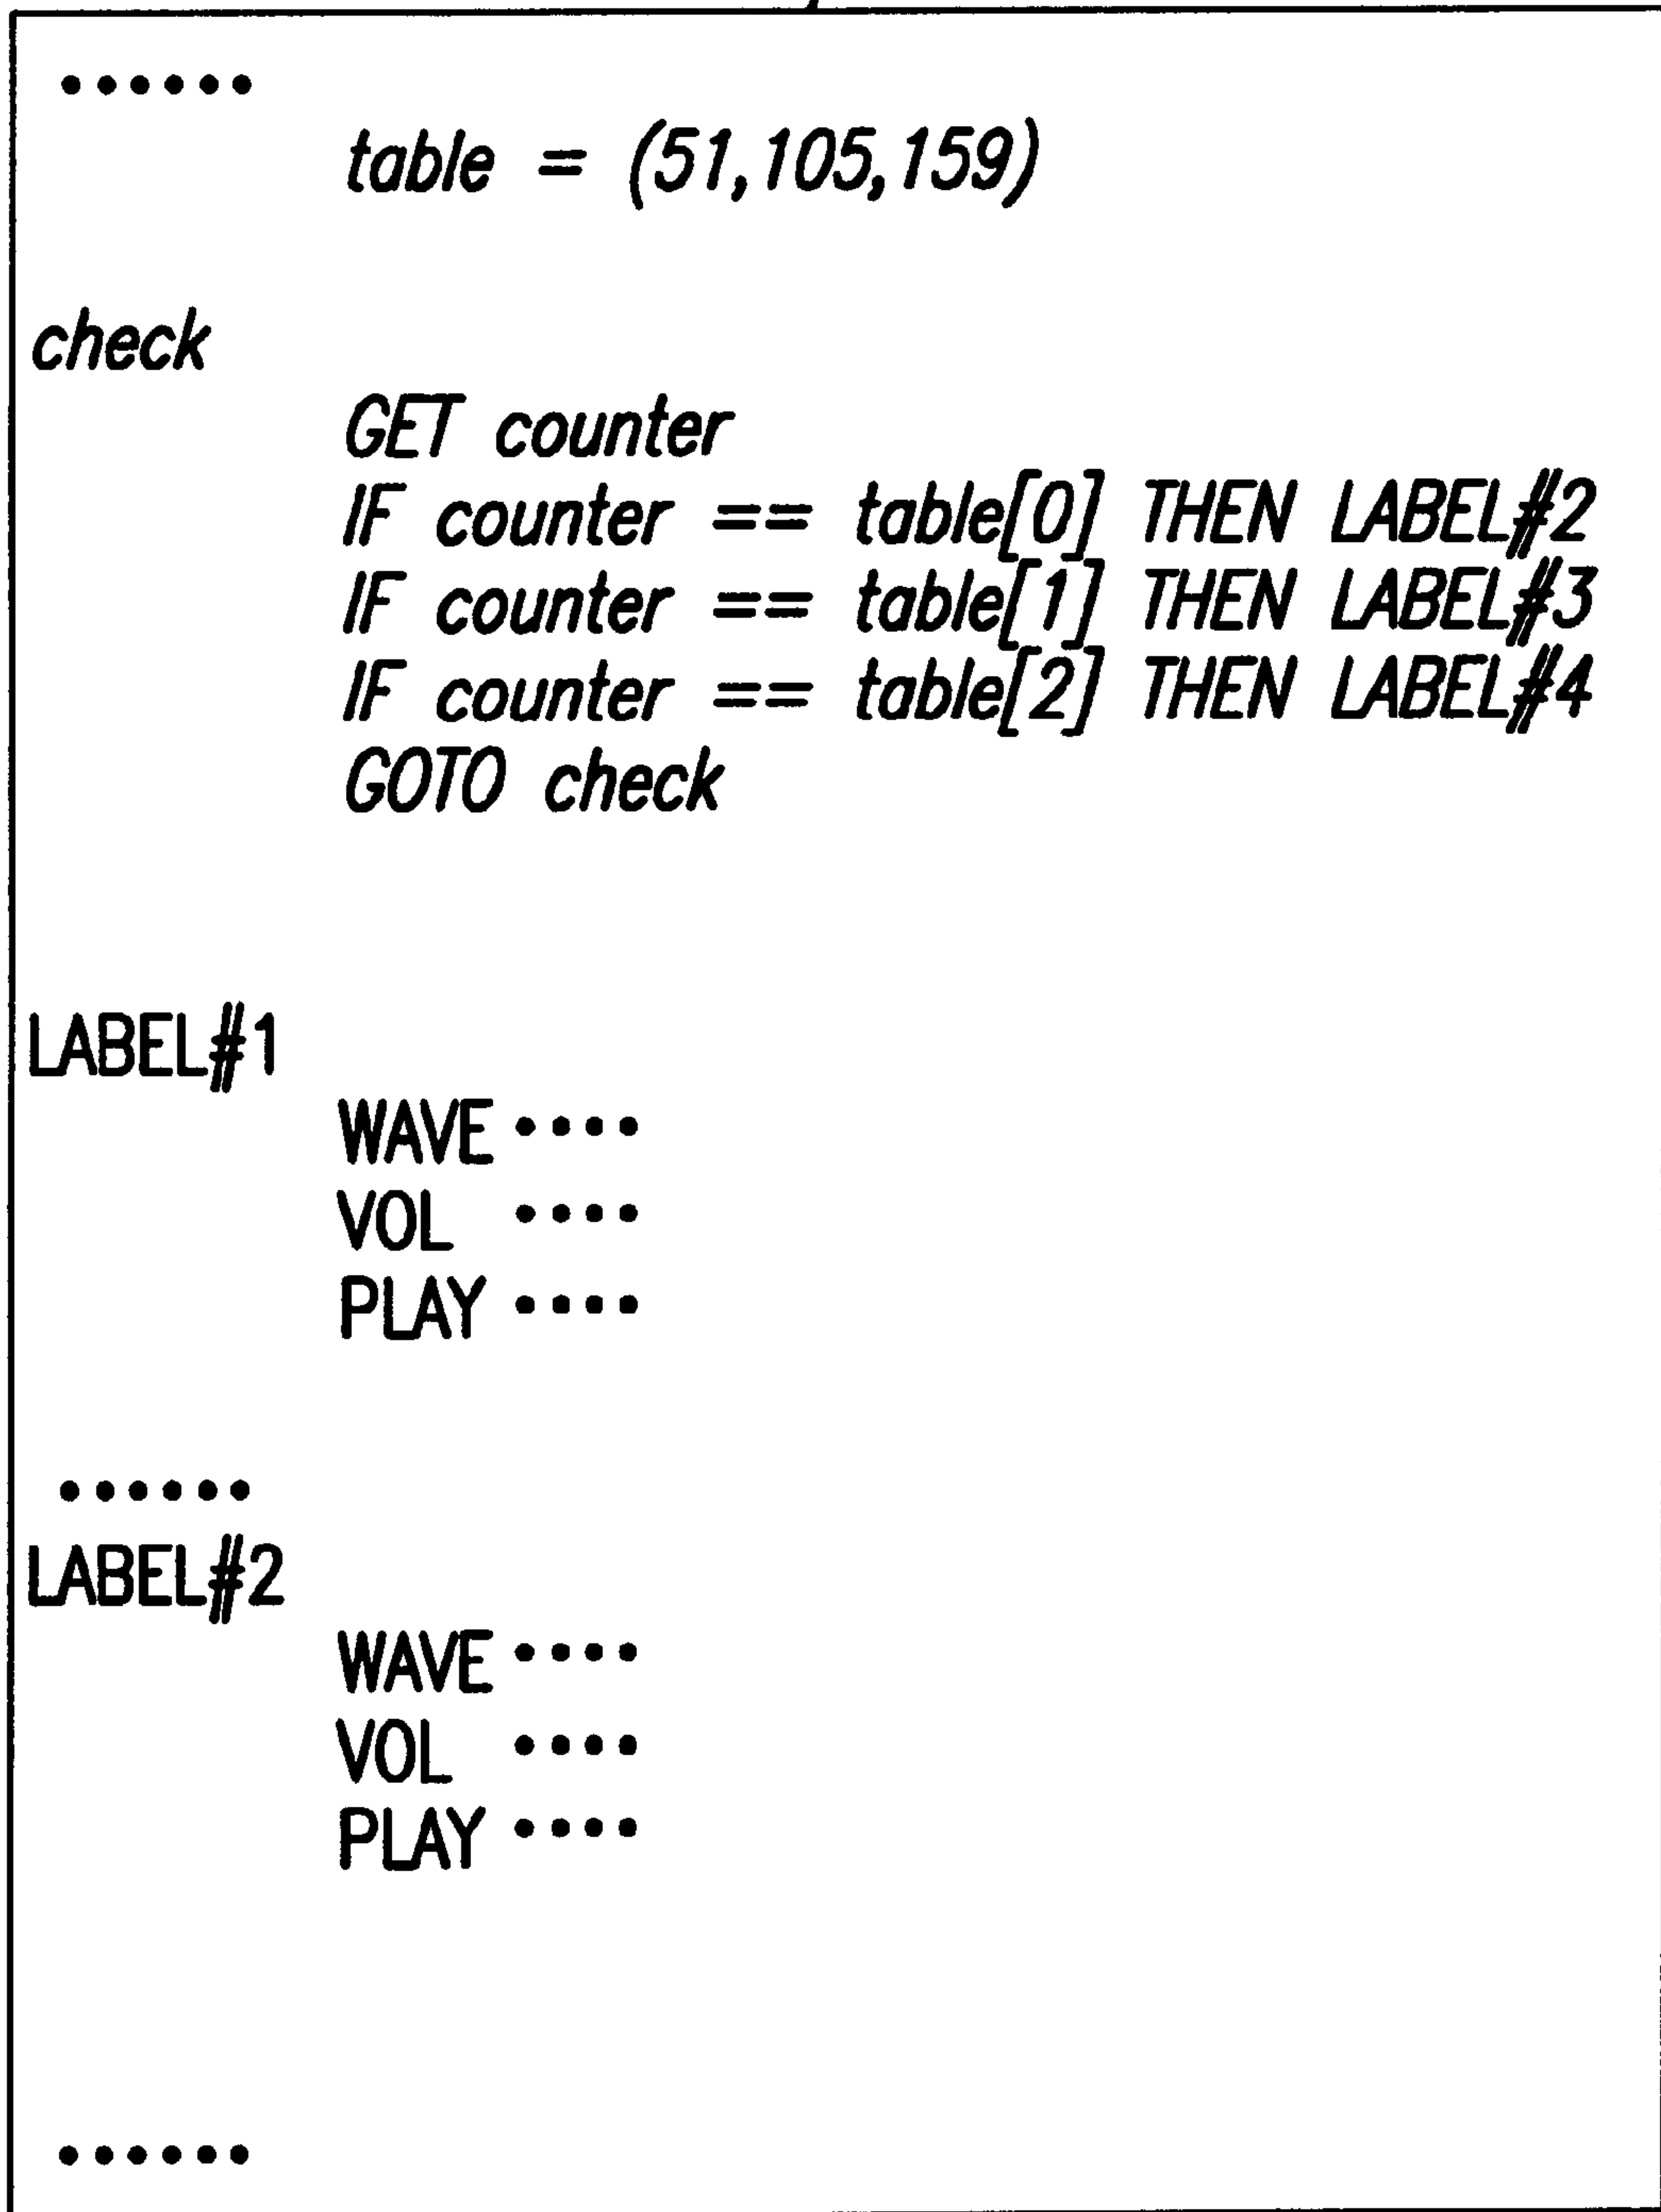 ••••••
table = (51,105,159)
check
GET counter
IF counter == table[0] THEN LABEL#2
IF counter == table[1] THEN LABEL#3
IF counter == table[2] THEN LABEL#4
GOTO check
LABEL#1
WAVE ••••
VOL ••••
PLAY ••••
••••••
LABEL#2
WAVE ••••
VOL ••••
PLAY ••••
••••••